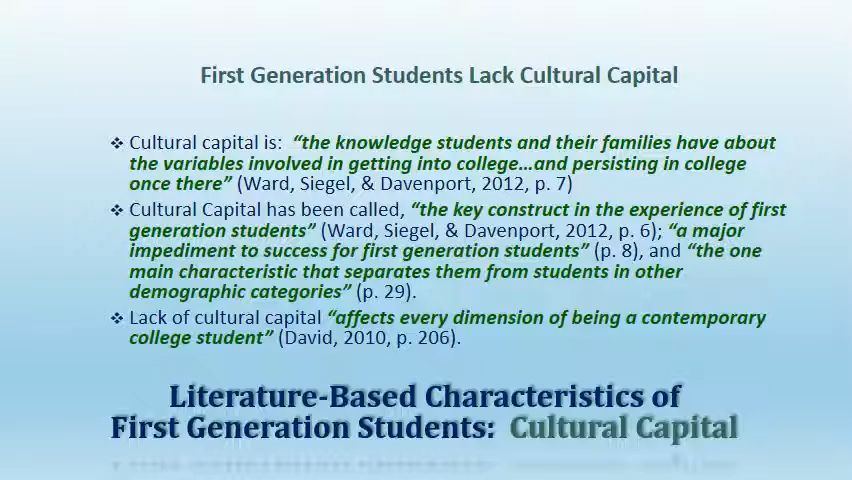 First Generation Students Lack Cultural Capital
❖ Cultural capital is: “the knowledge students and their families have about
the variables involved in getting into college…and persisting in college
once there” (Ward, Siegel, & Davenport, 2012, p. 7)
❖ Cultural Capital has been called, “the key construct in the experience of first
generation students” (Ward, Siegel, & Davenport, 2012, p. 6); “a major
impediment to success for first generation students” (p. 8), and “the one
main characteristic that separates them from students in other
demographic categories” (p. 29).
❖ Lack of cultural capital “affects every dimension of being a contemporary
college student” (David, 2010, p. 206).
Literature-Based Characteristics of
First Generation Students: Cultural Capital